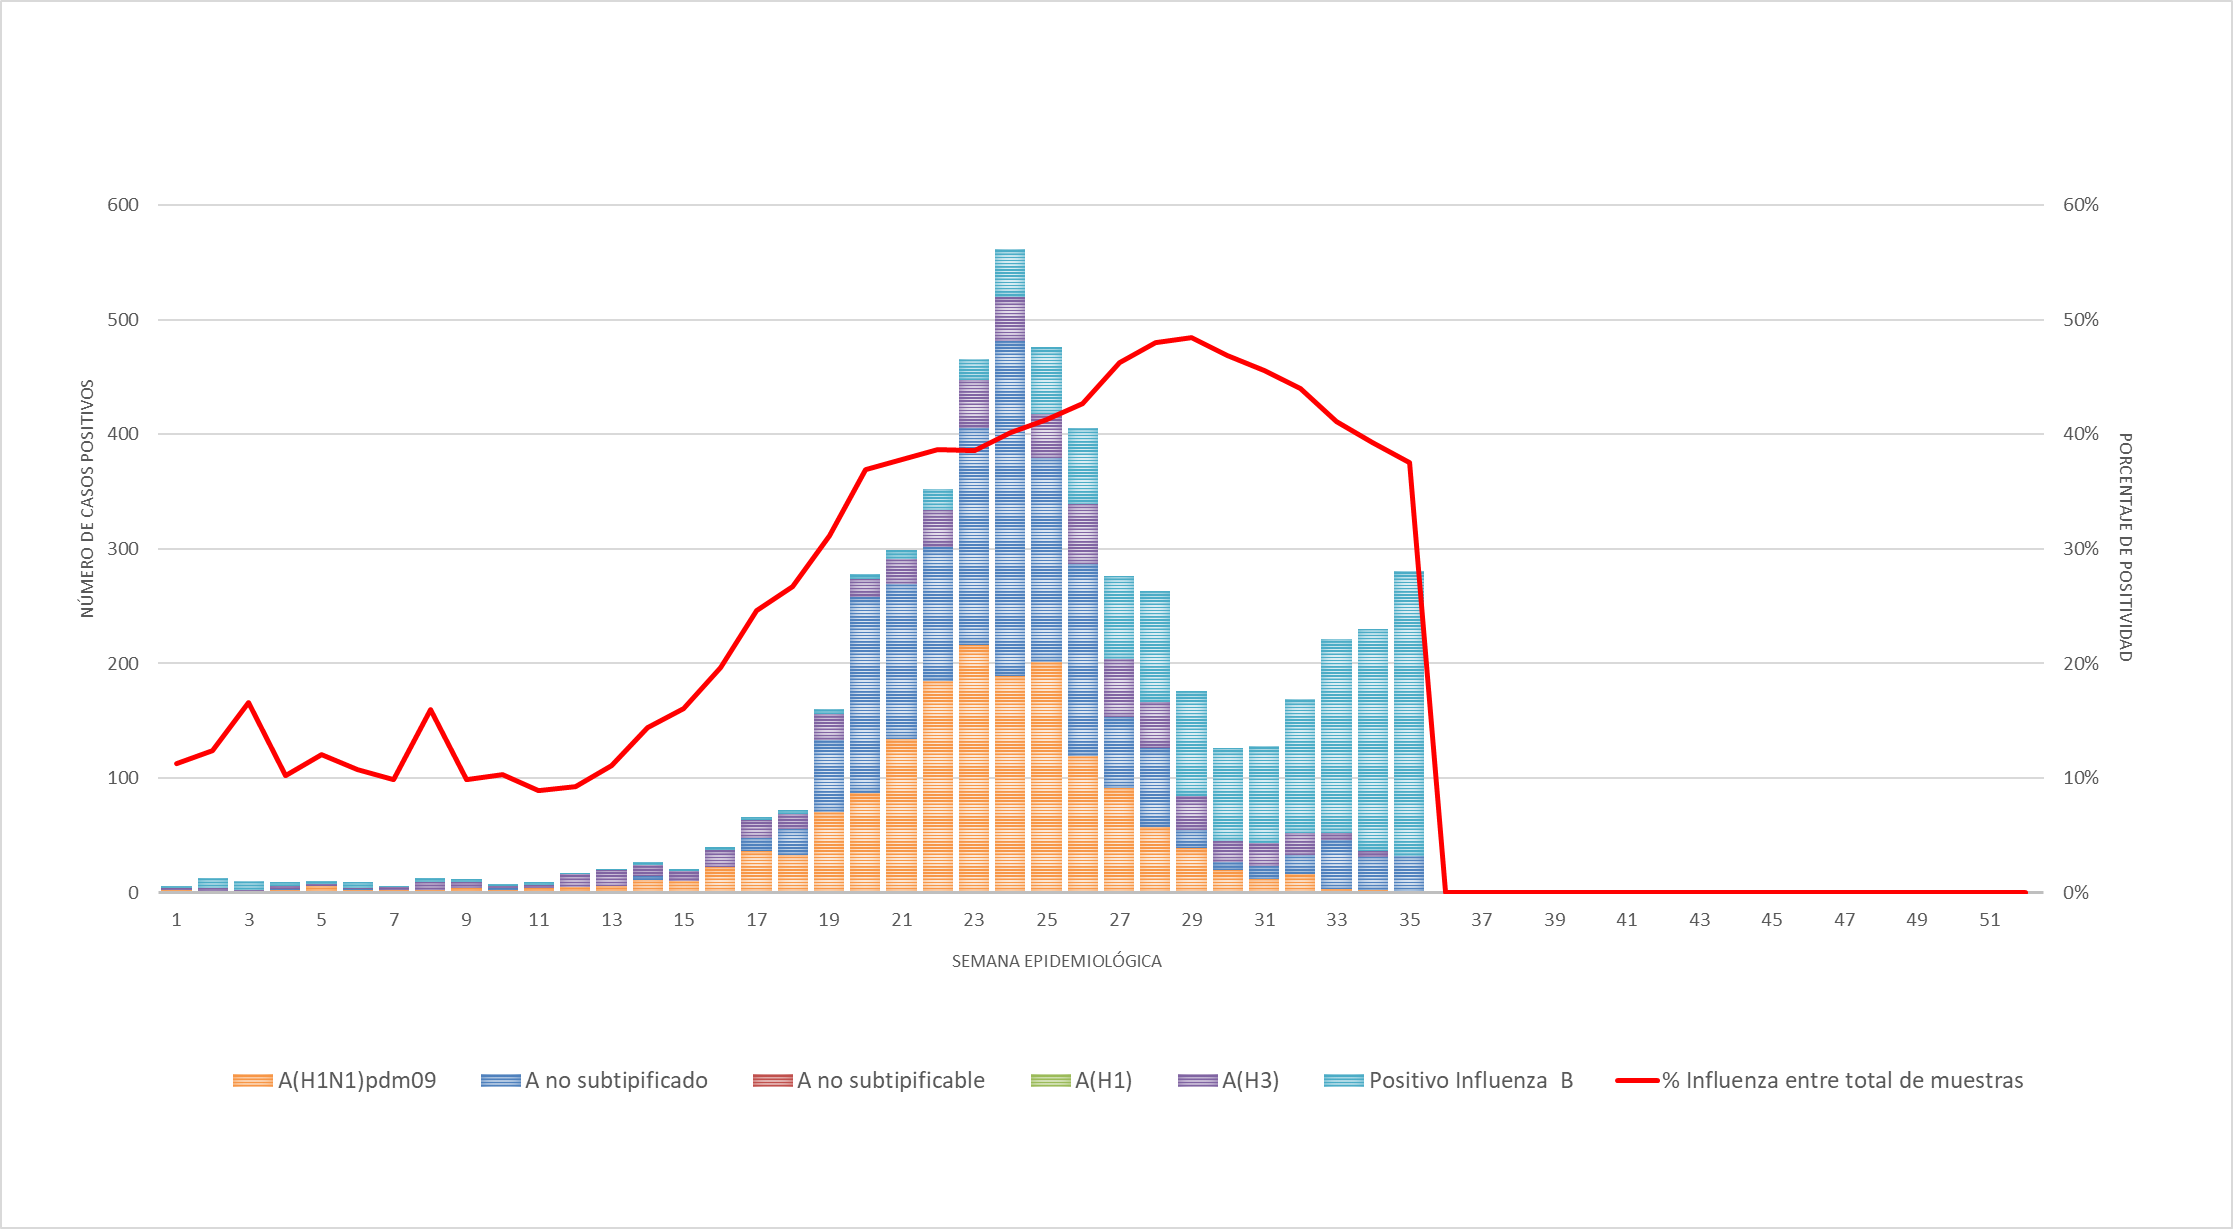 600
500
400
300
200
100
0
NÚMERO DE CASOS POSITIVOS
60%
50%
40%
30%
20%
10%
0%
PORCENTAJE DE POSITIVIDAD
1 3 5 7 9 11 13 15 17 19 21 23 25 27 29 31 33 35 37 39 41 43 45 47 49 51
SEMANA EPIDEMIOLÓGICA
A(H1N1)pdm09 A no subtipificado A no subtipificable A(H1) A(H3) Positivo Influenza B % Influenza entre total de muestras